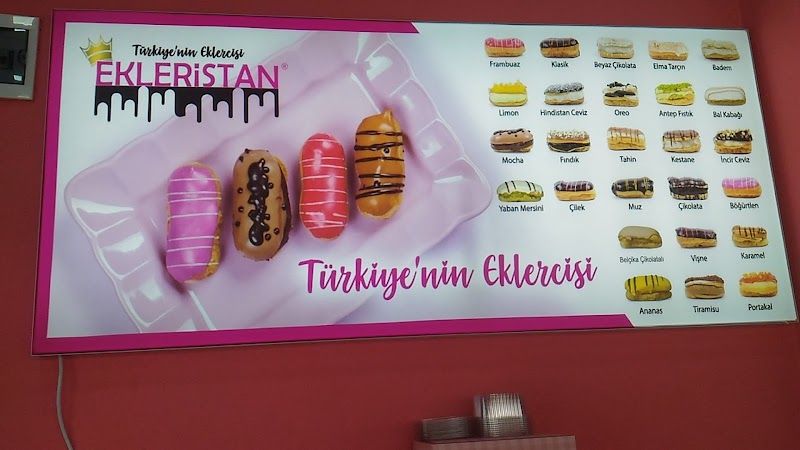 Türkiye'nin Eklercisi
EKLERİSTAN®
Türkiye'nin Eklercisi
Frambuaz Klasik Beyaz Çikolata Elma Tarçın Badem
Limon Hindistan Ceviz Oreo Antep Fıstık Bal Kabağı
Mocha Fındık Tahin Kestane İncir Ceviz
Yaban Mersini Çilek Muz Çikolata Böğürtlen
Belçika Çikolatalı Vişne Karamel
Ananas Tiramisu Portakal